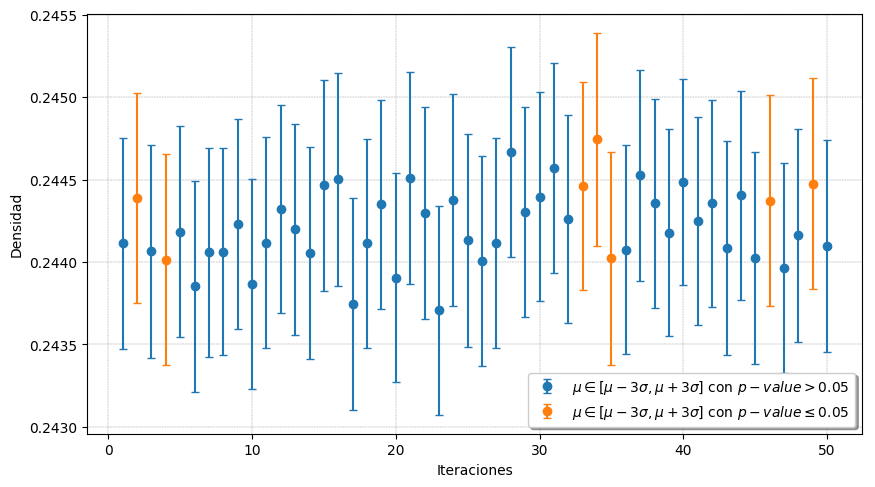 0.2455
0.2450
0.2445
0.2440
0.2435
0.2430
Densidad
μ ∈ [μ − 3σ, μ + 3σ] con p − value > 0.05
μ ∈ [μ − 3σ, μ + 3σ] con p − value ≤ 0.05
0 10 20 30 40 50
Iteraciones